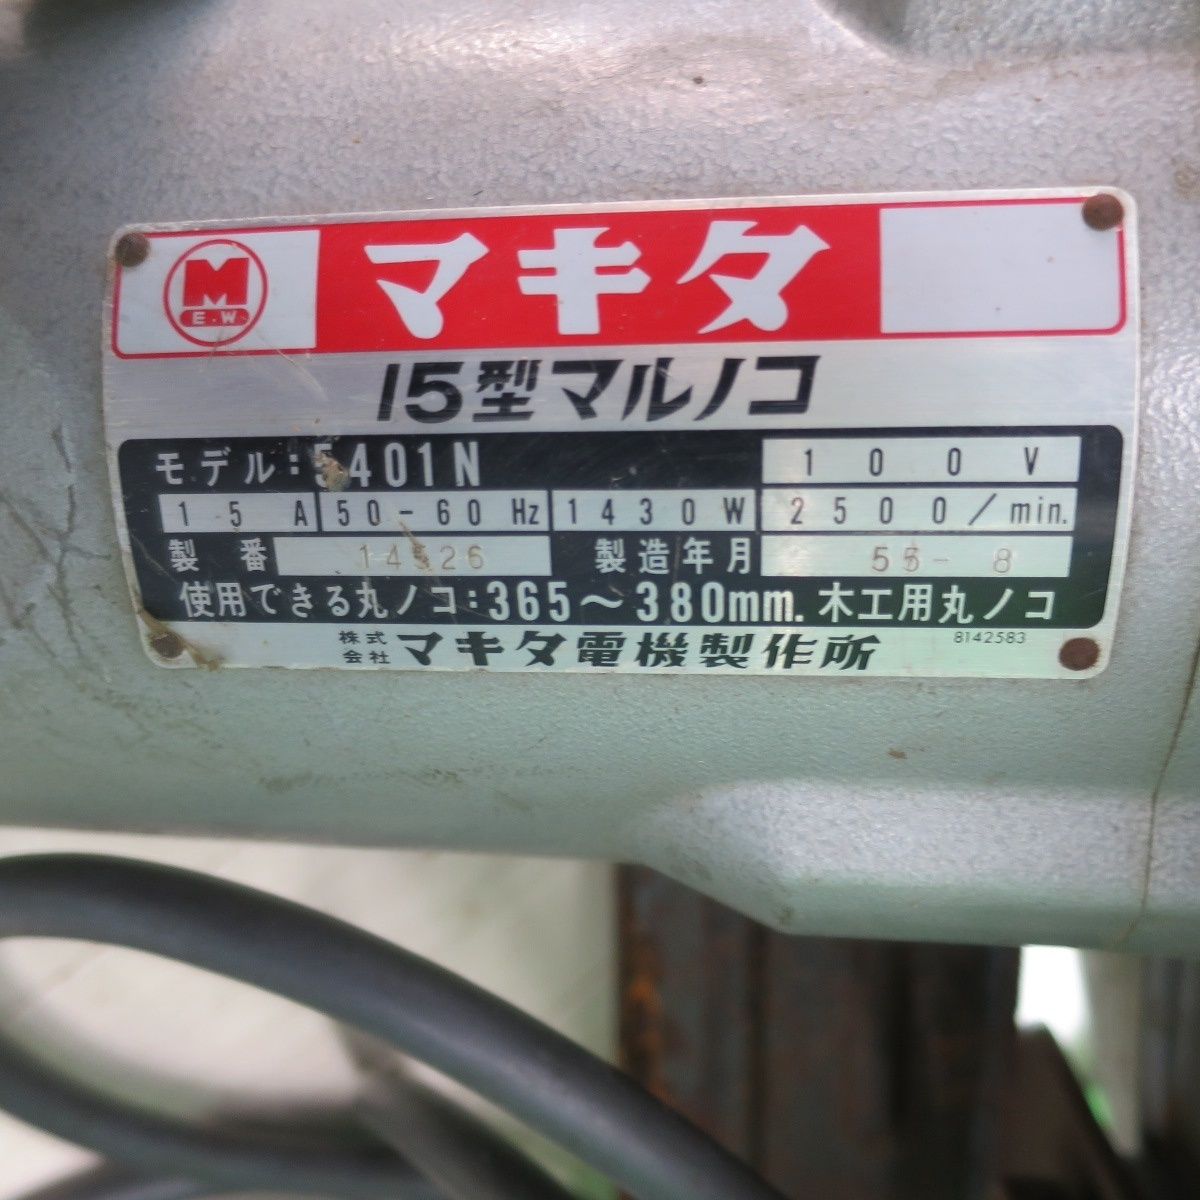 M
E.W
マキタ
15型マルノコ
モデル:5401N 100V
15A 50-60Hz 1430W 2500/min.
製番 14526 製造年月 - 8
使用できる丸ノコ:365〜380mm. 木工用丸ノコ
株式会社 マキタ電機製作所 8142583